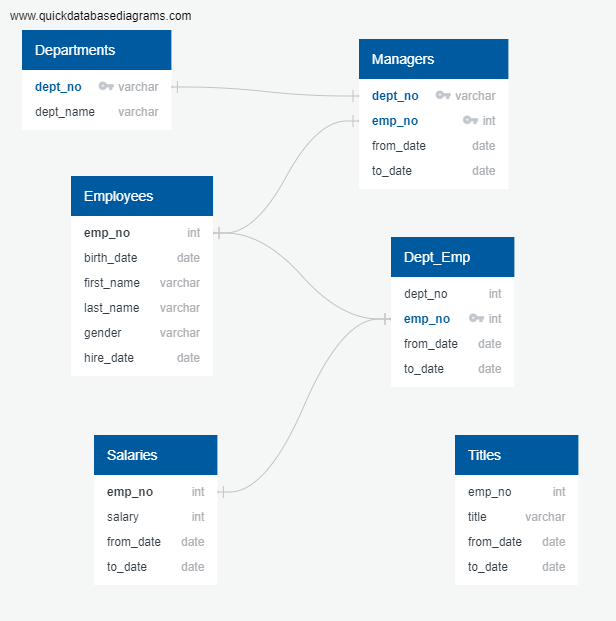 www.quickdatabasediagrams.com
Departments
dept_no varchar
dept_name varchar
Managers
dept_no varchar
emp_no int
from_date date
to_date date
Employees
emp_no int
birth_date date
first_name varchar
last_name varchar
gender varchar
hire_date date
Dept_Emp
dept_no int
emp_no int
from_date date
to_date date
Salaries
emp_no int
salary int
from_date date
to_date date
Titles
emp_no int
title varchar
from_date date
to_date date